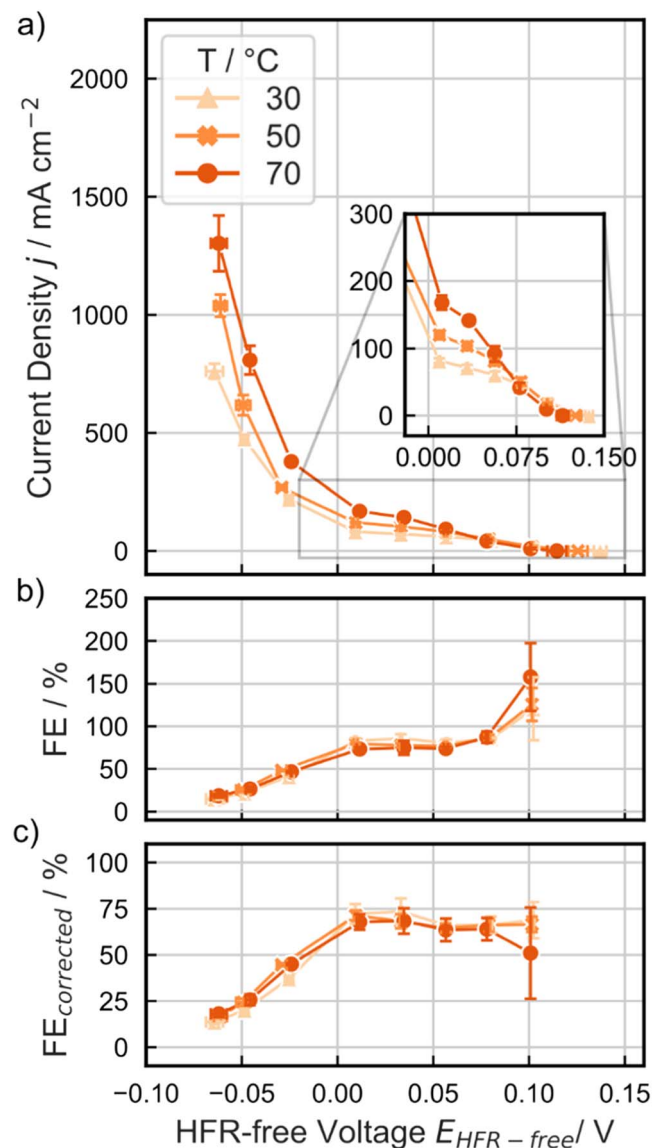 a)
T / °C
30
50
70
2000
1500
1000
500
0
Current Density j / mA cm⁻²
300
200
100
0
0.000 0.075 0.150
b)
250
200
150
100
50
0
FE / %
c)
100
75
50
25
0
FE_corrected / %
−0.10 −0.05 0.00 0.05 0.10 0.15
HFR-free Voltage E_HFR−free/ V